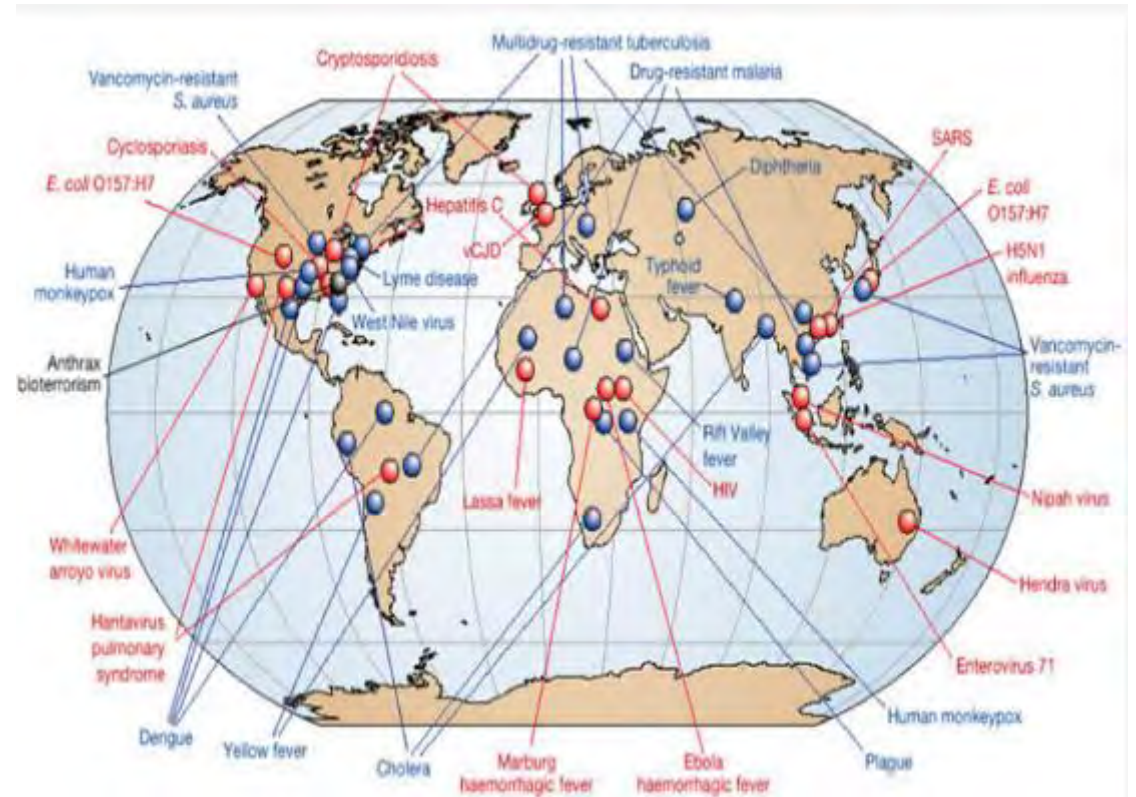 Multidrug-resistant tuberculosis
Cryptosporidiosis
Drug-resistant malaria
Vancomycin-resistant
S. aureus
SARS
Cyclosporiasis
Diphtheria
E. coli O157:H7
E. coli
O157:H7
Hepatitis C
vCJD
H5N1
influenza
Human
monkeypox
Lyme disease
Typhoid
fever
West Nile virus
Anthrax
bioterrorism
Vancomycin-
resistant
S. aureus
Rift Valley
fever
HIV
Lassa fever
Nipah virus
Whitewater
arroyo virus
Hendra virus
Hantavirus
pulmonary
syndrome
Enterovirus 71
Human monkeypox
Dengue
Yellow fever
Cholera
Marburg
haemorrhagic fever
Ebola
haemorrhagic fever
Plague